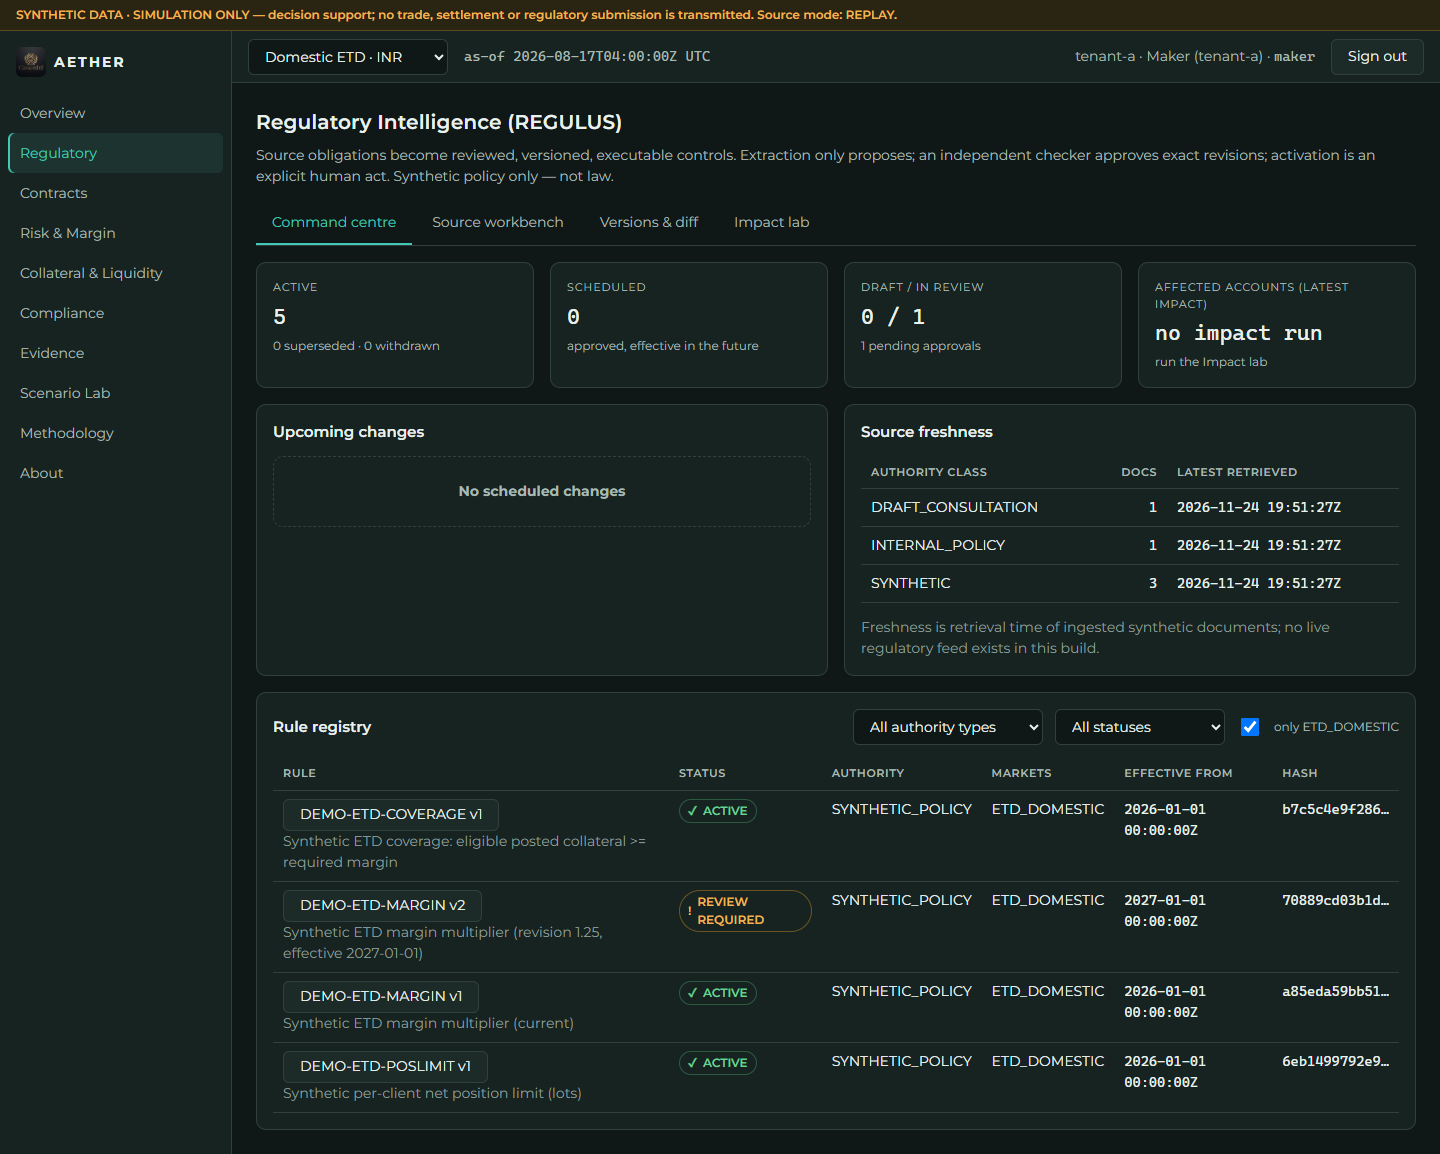 SYNTHETIC DATA · SIMULATION ONLY — decision support; no trade, settlement or regulatory submission is transmitted. Source mode: REPLAY.
AETHER
Domestic ETD · INR
as-of 2026-08-17T04:00:00Z UTC
tenant-a · Maker (tenant-a) · maker
Sign out
Overview
Regulatory
Contracts
Risk & Margin
Collateral & Liquidity
Compliance
Evidence
Scenario Lab
Methodology
About
Regulatory Intelligence (REGULUS)
Source obligations become reviewed, versioned, executable controls. Extraction only proposes; an independent checker approves exact revisions; activation is an
explicit human act. Synthetic policy only — not law.
Command centre
Source workbench
Versions & diff
Impact lab
ACTIVE
5
0 superseded · 0 withdrawn
SCHEDULED
0
approved, effective in the future
DRAFT / IN REVIEW
0 / 1
1 pending approvals
AFFECTED ACCOUNTS (LATEST
IMPACT)
no impact run
run the Impact lab
Upcoming changes
No scheduled changes
Source freshness
AUTHORITY CLASS DOCS LATEST RETRIEVED
DRAFT_CONSULTATION 1 2026-11-24 19:51:27Z
INTERNAL_POLICY 1 2026-11-24 19:51:27Z
SYNTHETIC 3 2026-11-24 19:51:27Z
Freshness is retrieval time of ingested synthetic documents; no live
regulatory feed exists in this build.
Rule registry
All authority types
All statuses
only ETD_DOMESTIC
RULE STATUS AUTHORITY MARKETS EFFECTIVE FROM HASH
DEMO-ETD-COVERAGE v1
Synthetic ETD coverage: eligible posted collateral >=
required margin
✓ ACTIVE
SYNTHETIC_POLICY
ETD_DOMESTIC
2026-01-01
00:00:00Z
b7c5c4e9f286…
DEMO-ETD-MARGIN v2
Synthetic ETD margin multiplier (revision 1.25,
effective 2027-01-01)
! REVIEW
REQUIRED
SYNTHETIC_POLICY
ETD_DOMESTIC
2027-01-01
00:00:00Z
70889cd03b1d…
DEMO-ETD-MARGIN v1
Synthetic ETD margin multiplier (current)
✓ ACTIVE
SYNTHETIC_POLICY
ETD_DOMESTIC
2026-01-01
00:00:00Z
a85eda59bb51…
DEMO-ETD-POSLIMIT v1
Synthetic per-client net position limit (lots)
✓ ACTIVE
SYNTHETIC_POLICY
ETD_DOMESTIC
2026-01-01
00:00:00Z
6eb1499792e9…